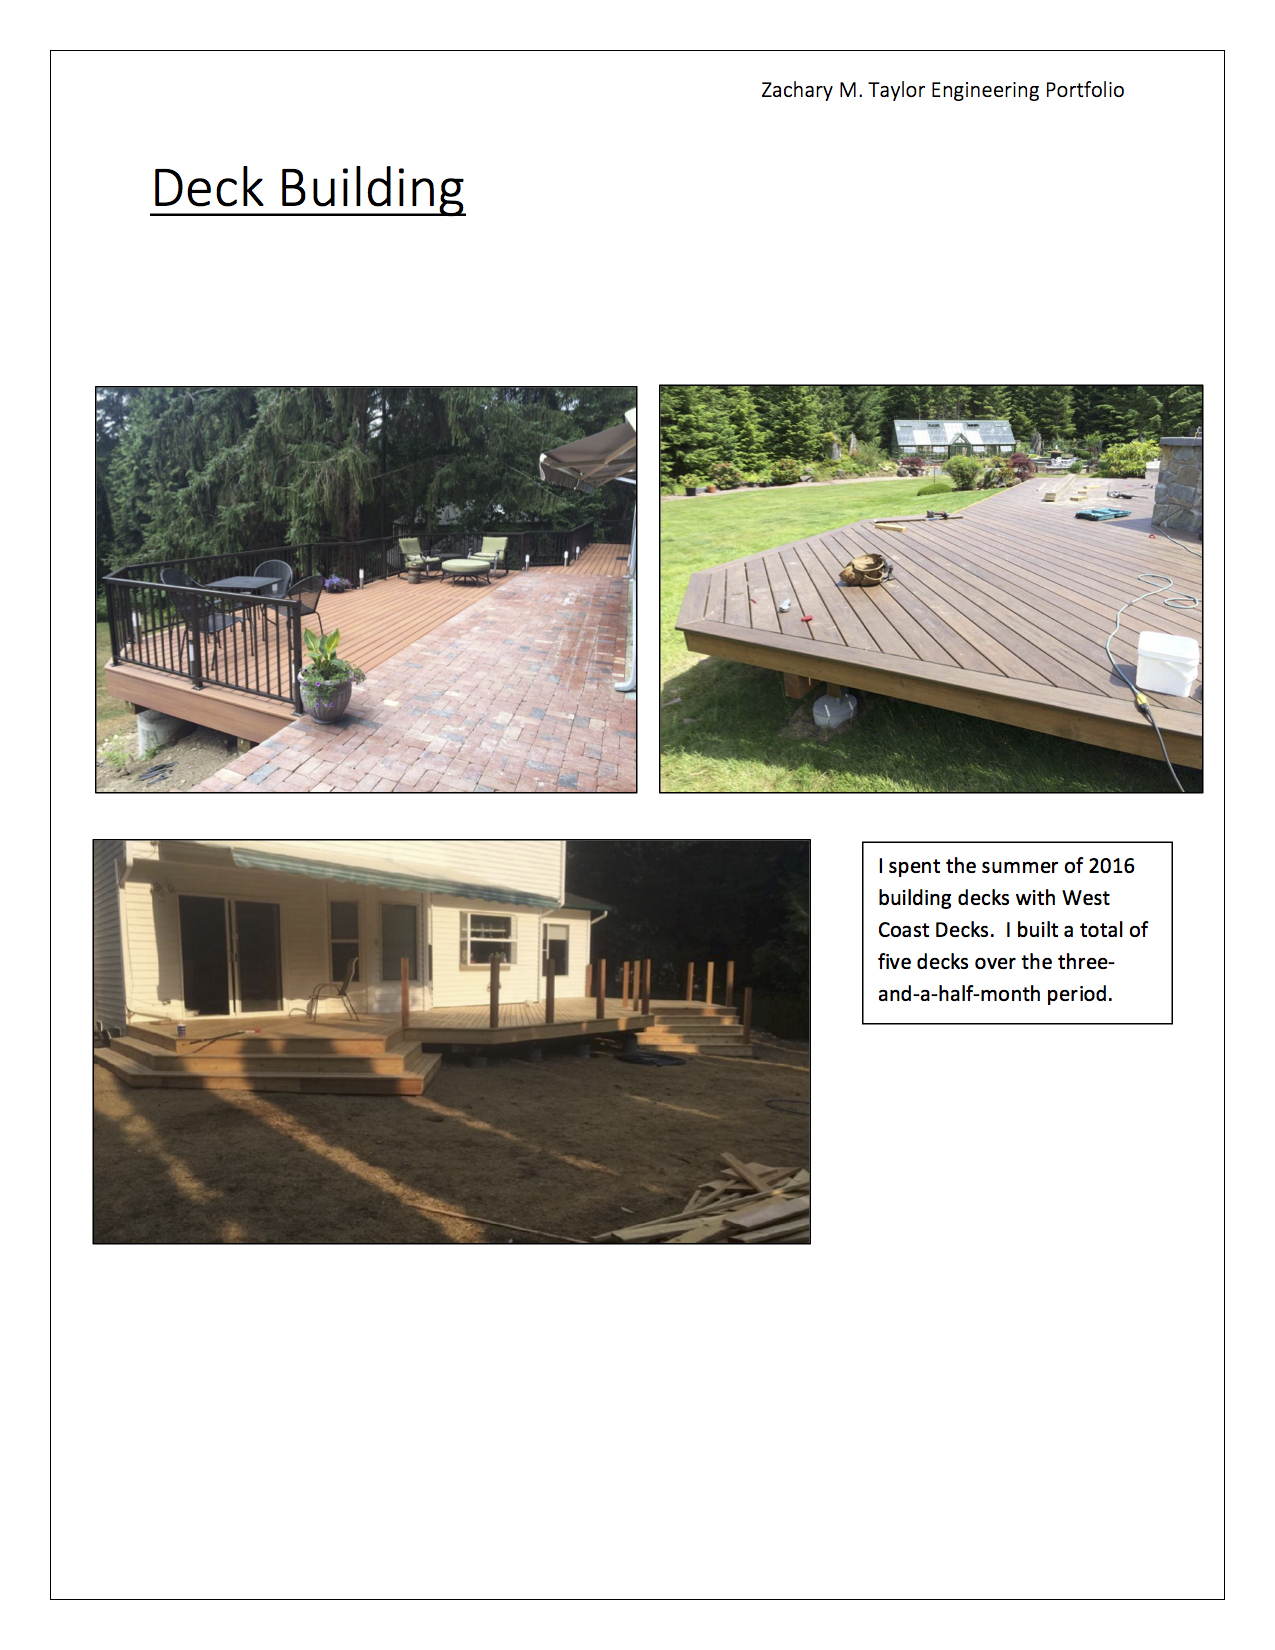 Zachary M. Taylor Engineering Portfolio
Deck Building
I spent the summer of 2016
building decks with West
Coast Decks.  I built a total of
five decks over the three-
and-a-half-month period.